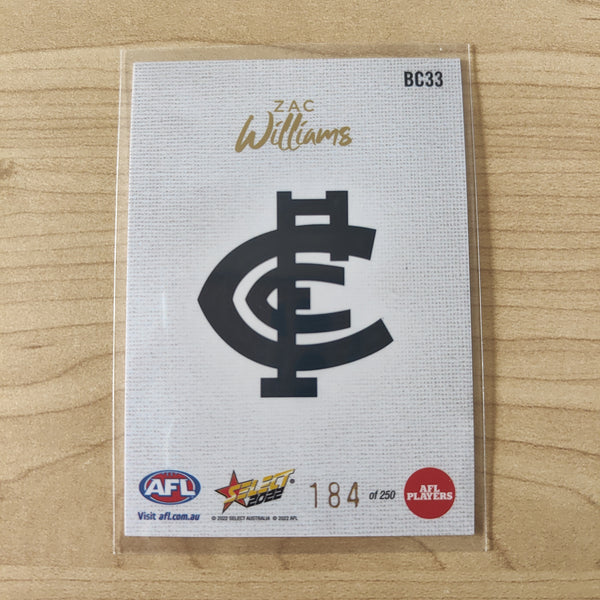 BC33
ZAC
Williams
CFC
AFL
SELECT
2022
184 of 250
AFL
PLAYERS
Visit afl.com.au
© 2022 SELECT AUSTRALIA © 2022 AFL